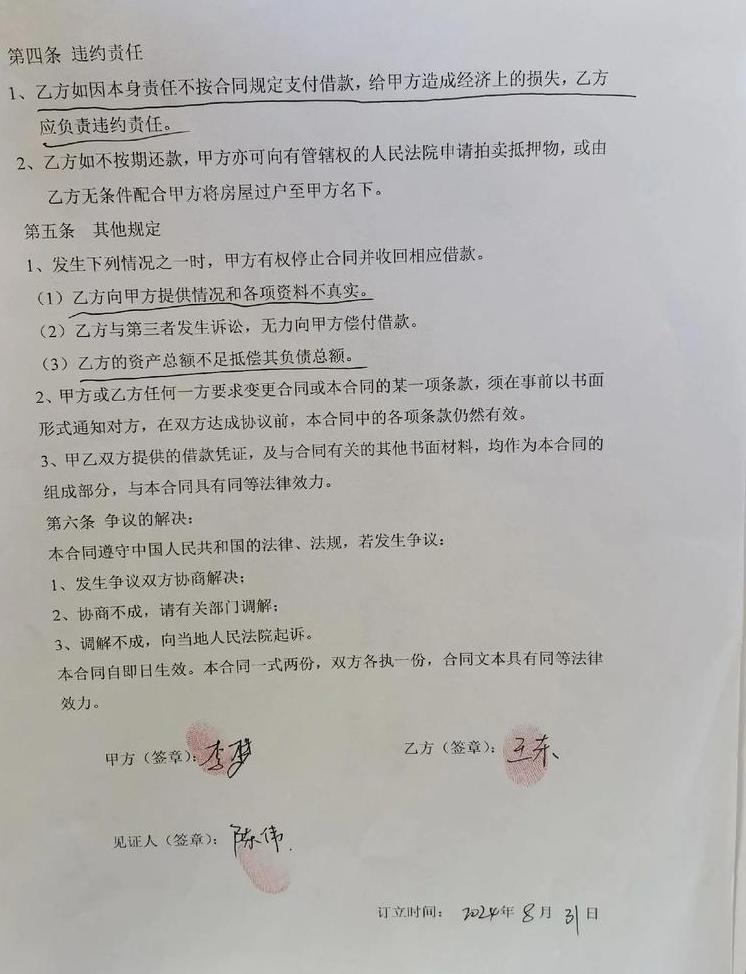 第四条 违约责任
1、乙方如因本身责任不按合同规定支付借款，给甲方造成经济上的损失，乙方
应负责违约责任。
2、乙方如不按期还款，甲方亦可向有管辖权的人民法院申请拍卖抵押物，或由
乙方无条件配合甲方将房屋过户至甲方名下。
第五条 其他规定
1、发生下列情况之一时，甲方有权停止合同并收回相应借款。
（1）乙方向甲方提供情况和各项资料不真实。
（2）乙方与第三者发生诉讼，无力向甲方偿付借款。
（3）乙方的资产总额不足抵偿其负债总额。
2、甲方或乙方任何一方要求变更合同或本合同的某一项条款，须在事前以书面
形式通知对方，在双方达成协议前，本合同中的各项条款仍然有效。
3、甲乙双方提供的借款凭证，及与合同有关的其他书面材料，均作为本合同的
组成部分，与本合同具有同等法律效力。
第六条 争议的解决：
本合同遵守中国人民共和国的法律、法规，若发生争议：
1、发生争议双方协商解决；
2、协商不成，请有关部门调解；
3、调解不成，向当地人民法院起诉。
本合同自即日生效。本合同一式两份，双方各执一份，合同文本具有同等法律
效力。
甲方（签章）：李梦 乙方（签章）：王东
见证人（签章）：陈伟
订立时间：2024年8月31日